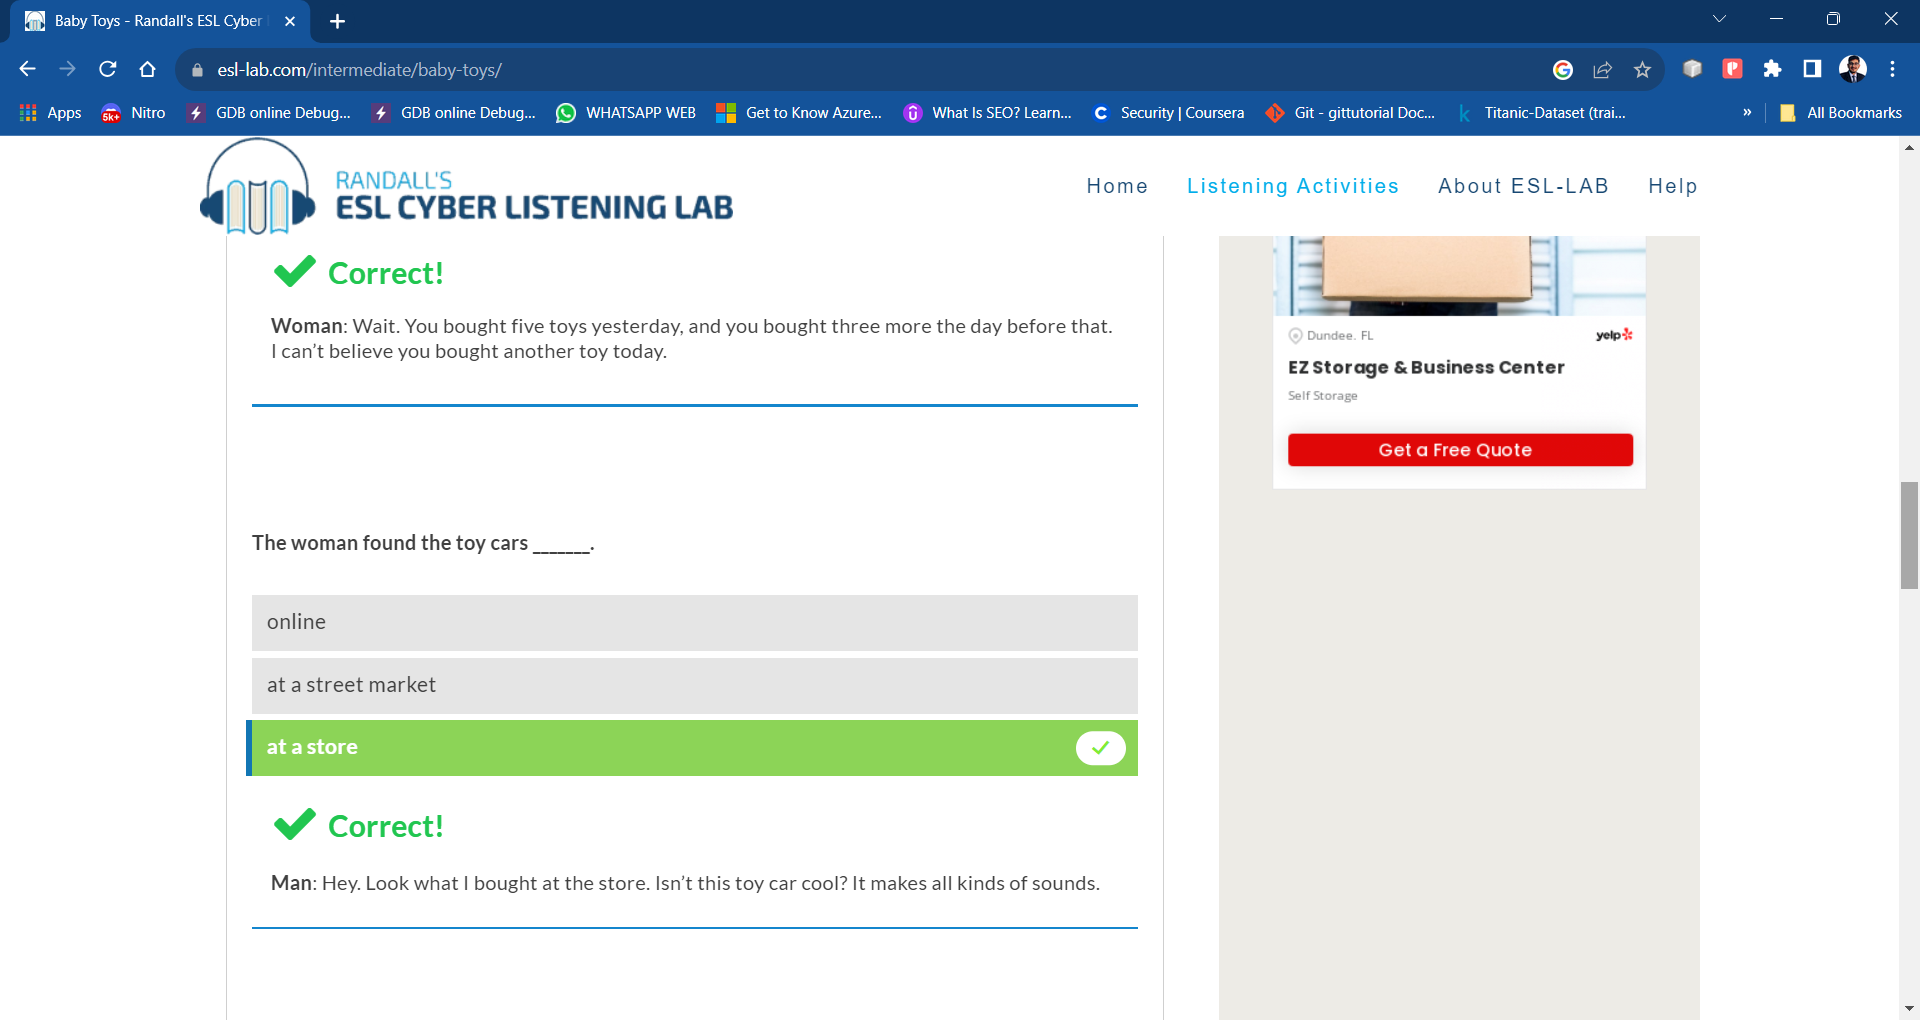 Baby Toys - Randall's ESL Cyber
esl-lab.com/intermediate/baby-toys/
Apps
5k+
Nitro
GDB online Debug...
GDB online Debug...
WHATSAPP WEB
Get to Know Azure...
What Is SEO? Learn...
Security | Coursera
Git - gittutorial Doc...
Titanic-Dataset (trai...
»
All Bookmarks
RANDALL'S
ESL CYBER LISTENING LAB
Home
Listening Activities
About ESL-LAB
Help
Correct!
Woman: Wait. You bought five toys yesterday, and you bought three more the day before that.
I can’t believe you bought another toy today.
The woman found the toy cars _______.
online
at a street market
at a store
Correct!
Man: Hey. Look what I bought at the store. Isn’t this toy car cool? It makes all kinds of sounds.
Dundee, FL
yelp
EZ Storage & Business Center
Self Storage
Get a Free Quote